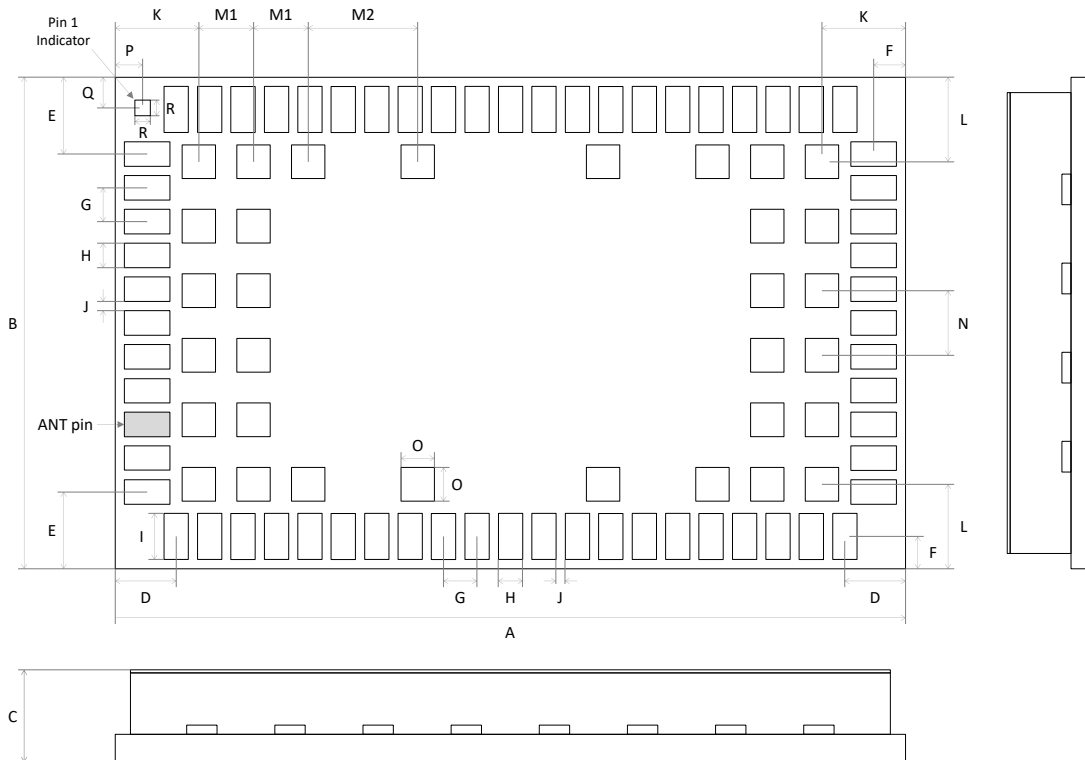 K M1 M1 M2 K
Pin 1
Indicator
P F
Q
E R L
R
G
H
J
B N
ANT pin
O
O
E I L
F
D G H J D
A
C